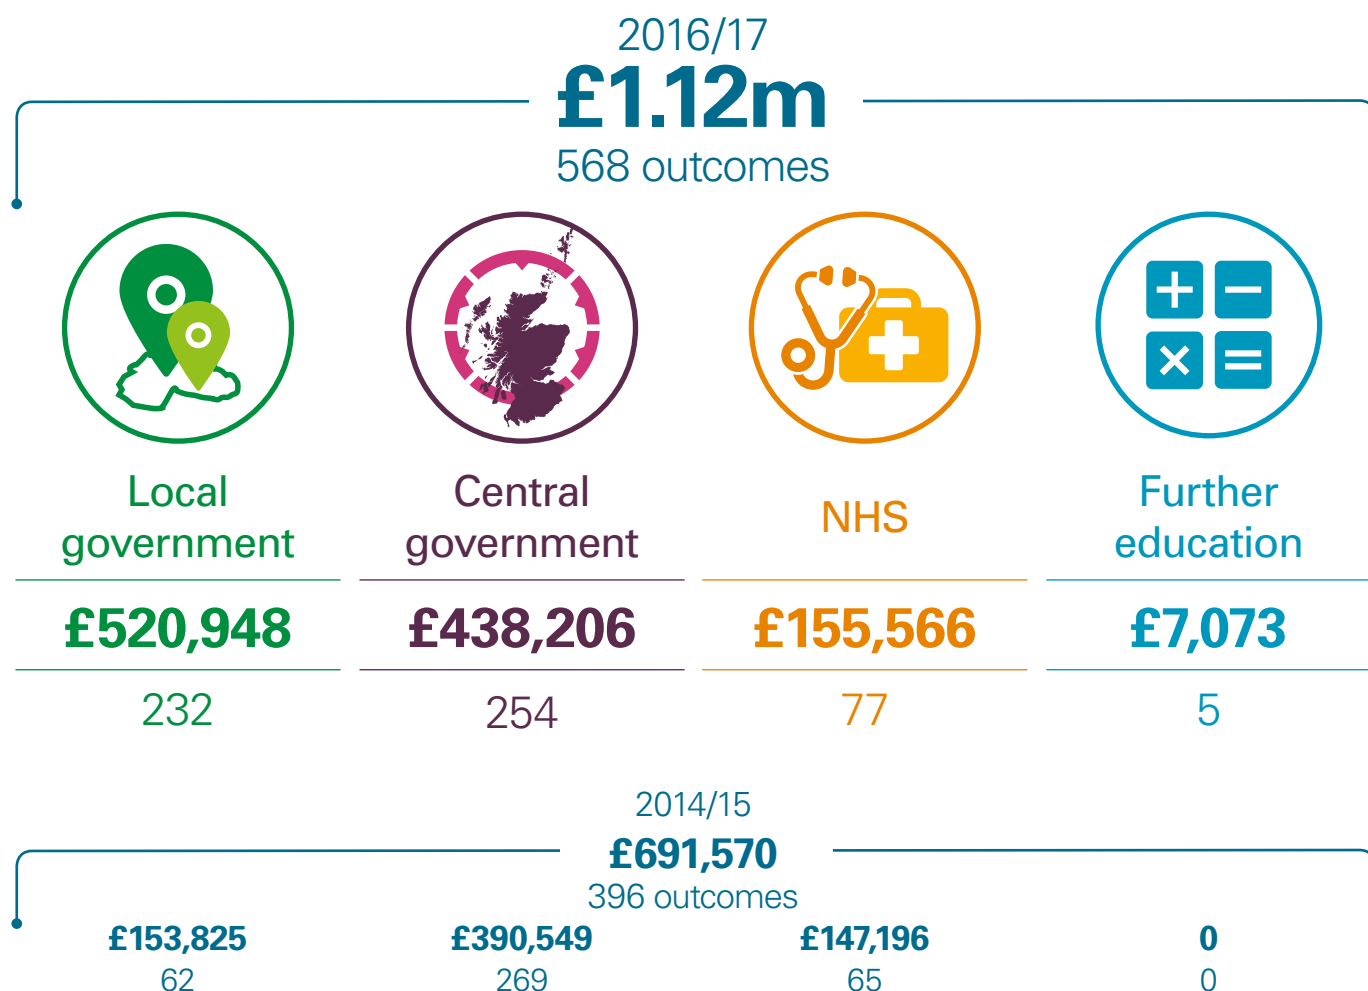 2016/17
£1.12m
568 outcomes
Local
government
Central
government
NHS
Further
education
£520,948
£438,206
£155,566
£7,073
232
254
77
5
2014/15
£691,570
396 outcomes
£153,825
£390,549
£147,196
0
62
269
65
0